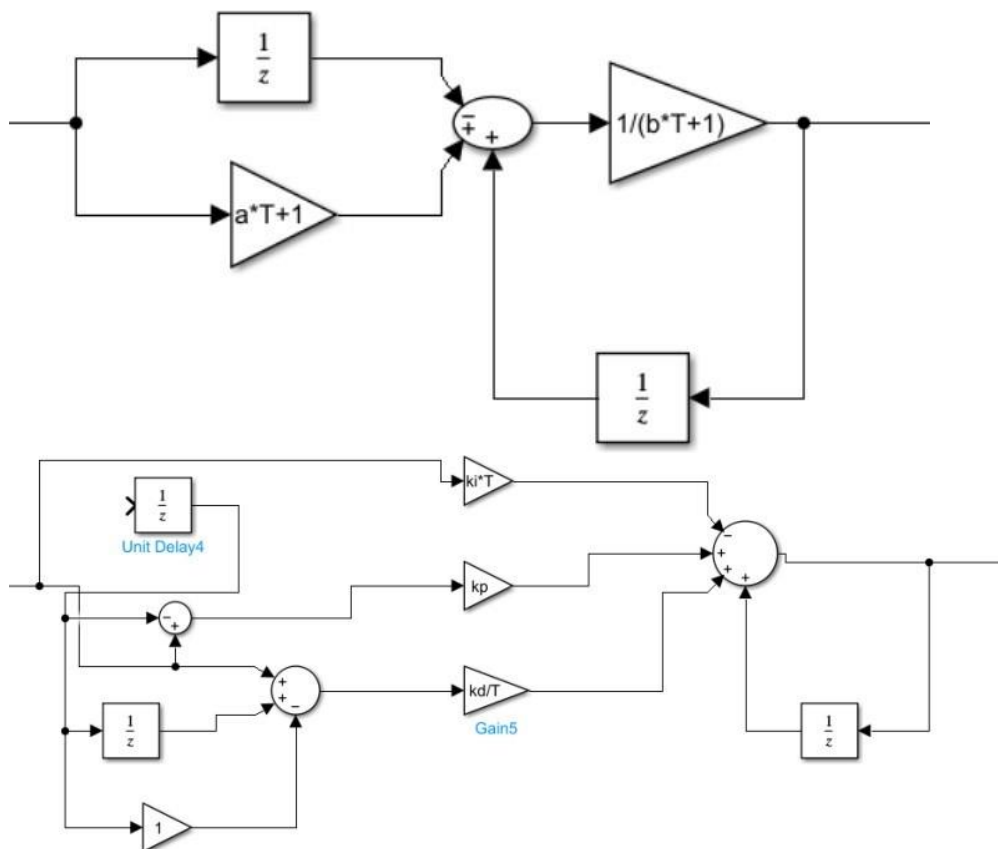 1
z
−
+
+
a*T+1
1/(b*T+1)
1
z
ki*T
1
z
Unit Delay4
−
+
+
+
−
+
kp
+
+
−
kd/T
Gain5
1
z
1
z
1